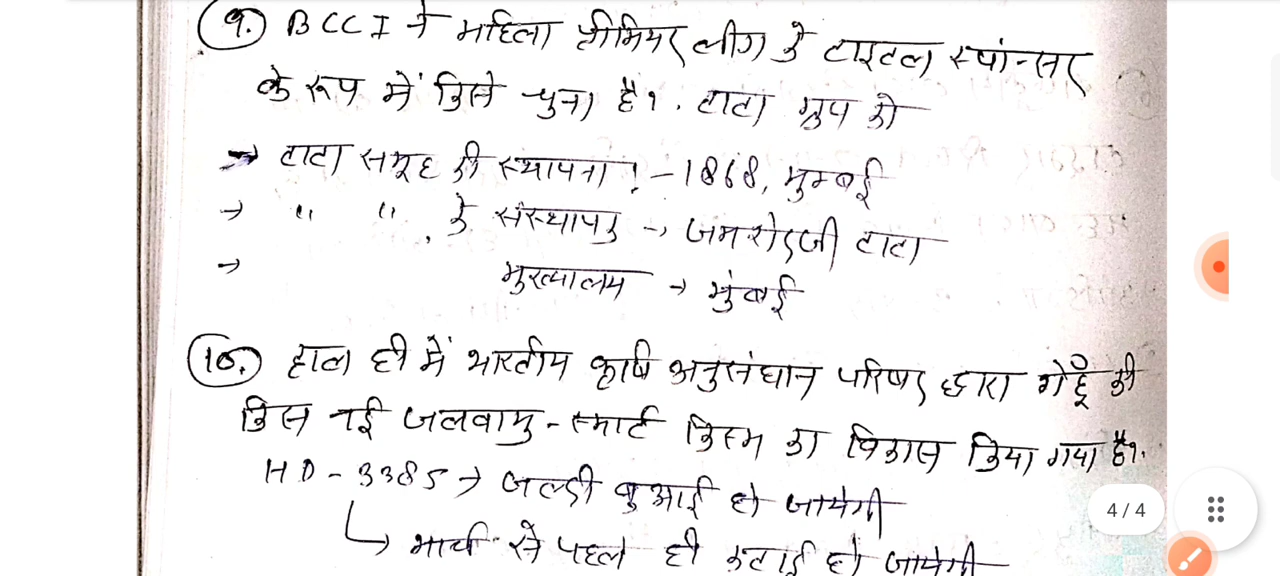 9. BCCI ने महिला प्रीमियर लीग के टाइटल स्पॉन्सर
के रूप में किसे चुना है?. टाटा ग्रुप को
→ टाटा समूह की स्थापना :- 1868, मुम्बई
→ " " के संस्थापक → जमशेदजी टाटा
→ मुख्यालय → मुंबई
10. हाल ही में भारतीय कृषि अनुसंधान परिषद द्वारा गेहूँ की
किस नई जलवायु-स्मार्ट किस्म का विकास किया गया है?.
HD-3385 → जल्दी बुआई हो जायेगी
↳ मार्च से पहले ही कटाई हो जायेगी
4/4